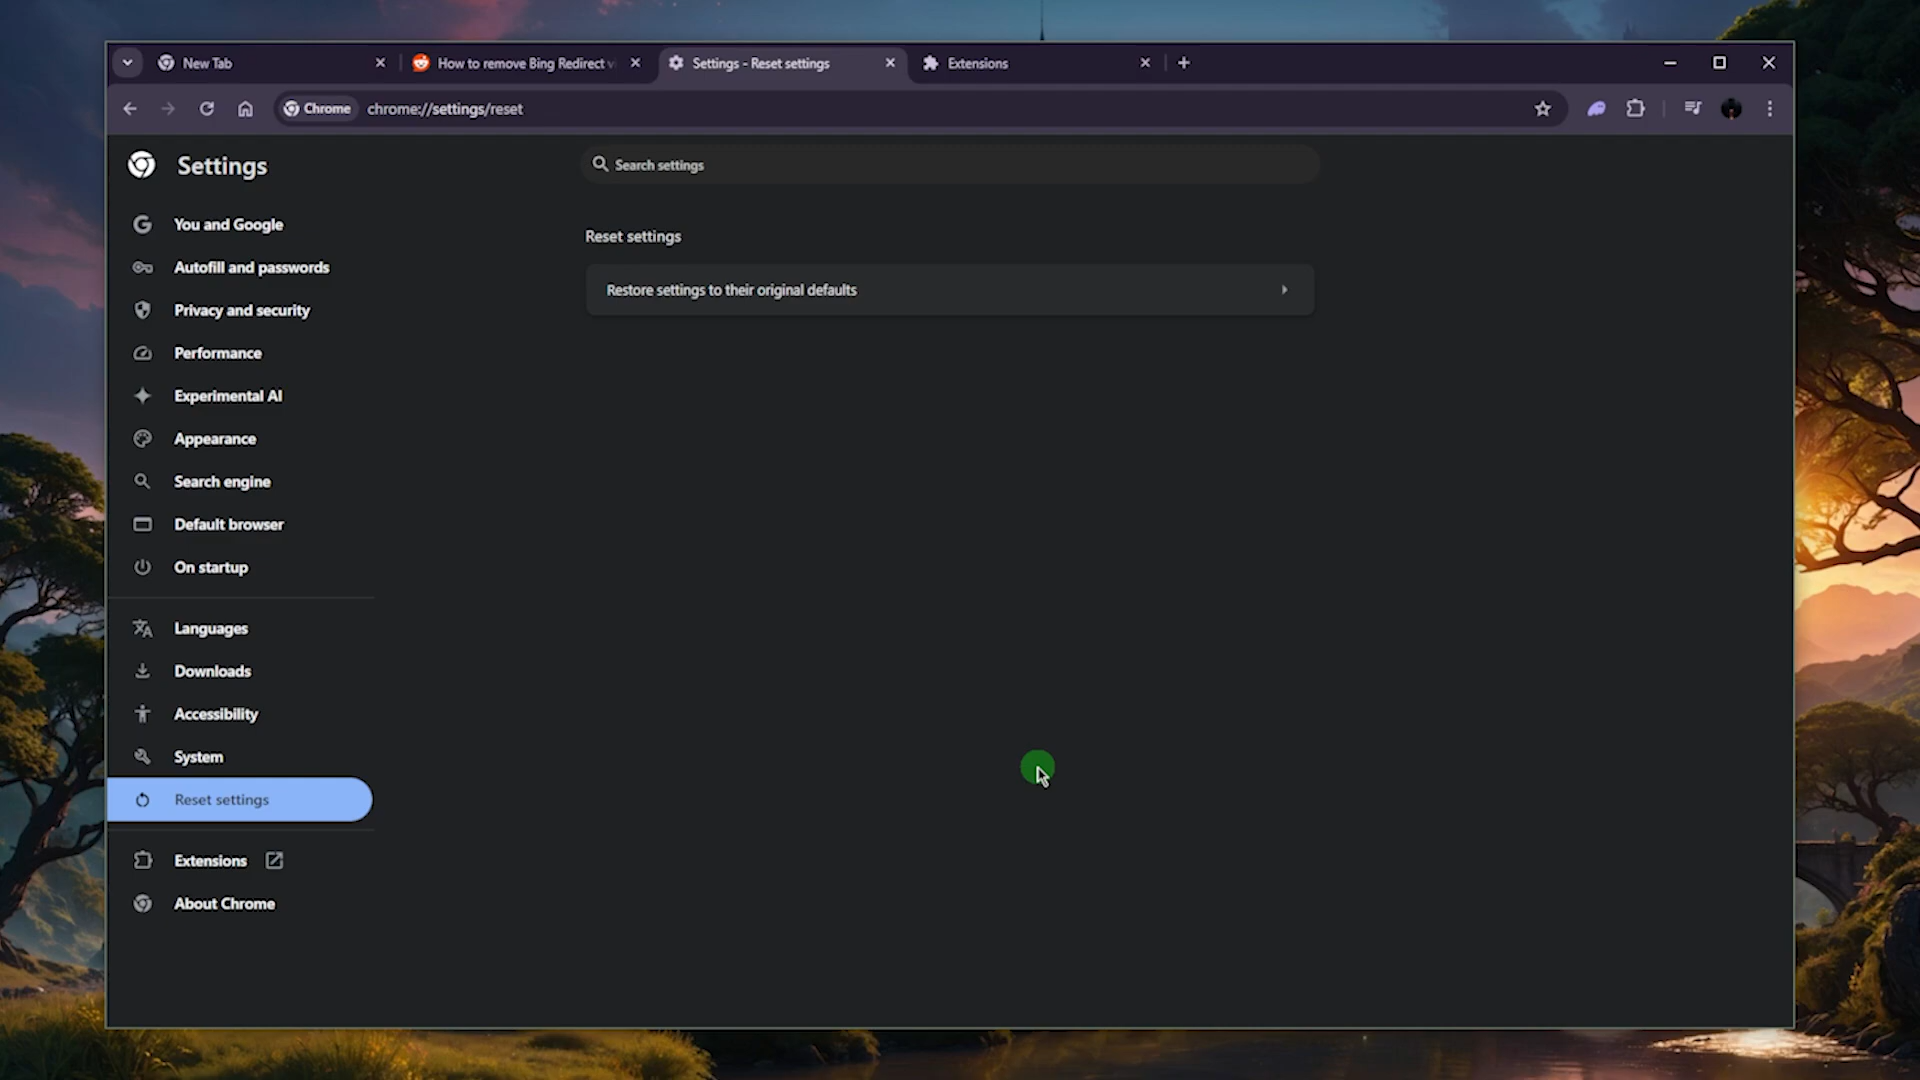 New Tab
How to remove Bing Redirect
Settings - Reset settings
Extensions
Chrome
chrome://settings/reset
Settings
Search settings
You and Google
Autofill and passwords
Privacy and security
Performance
Experimental AI
Appearance
Search engine
Default browser
On startup
Languages
Downloads
Accessibility
System
Reset settings
Extensions
About Chrome
Reset settings
Restore settings to their original defaults